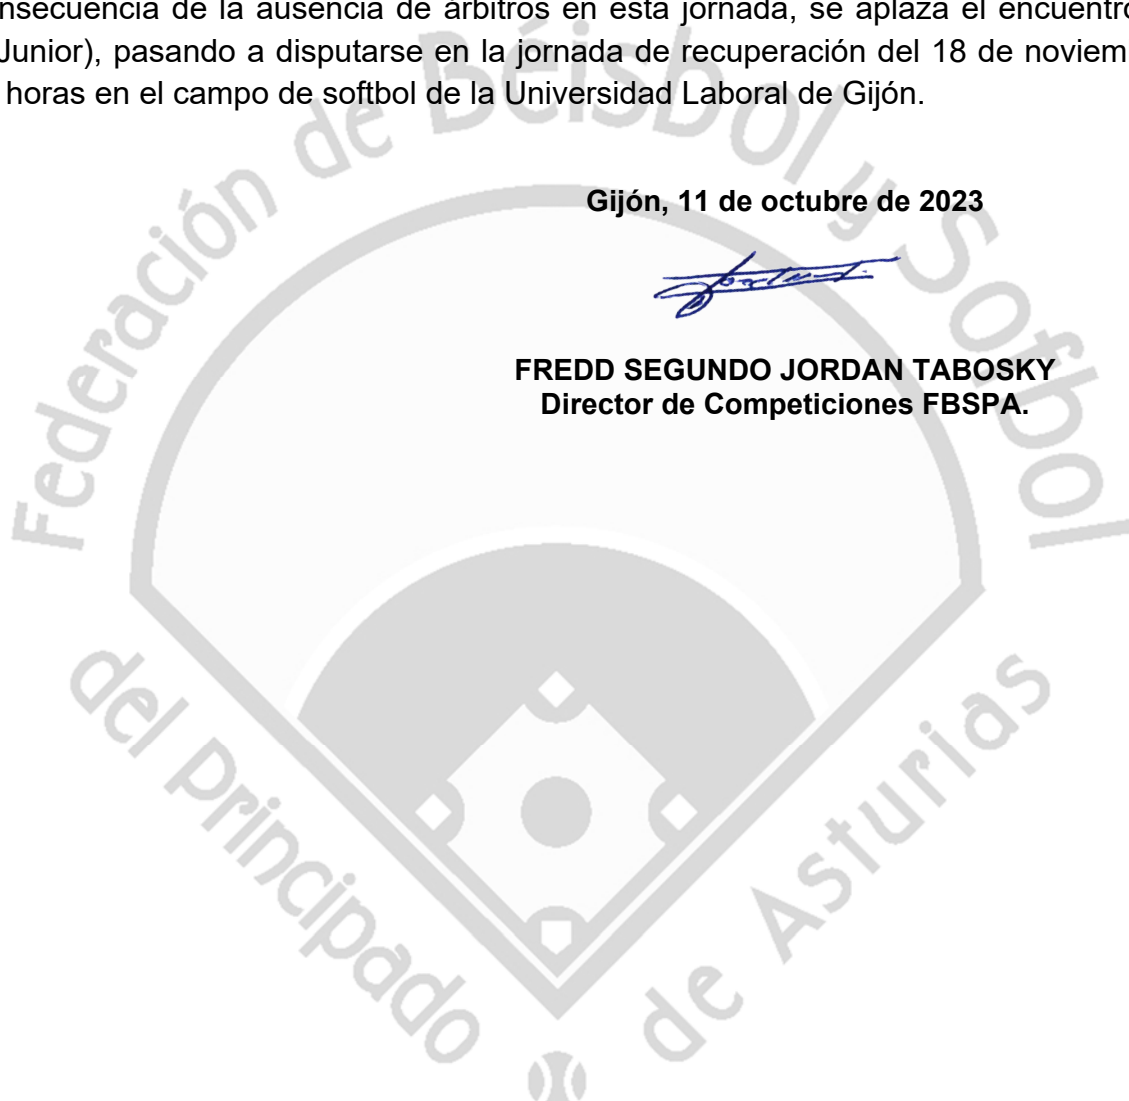 nsecuencia de la ausencia de árbitros en esta jornada, se aplaza el encuentro
Junior), pasando a disputarse en la jornada de recuperación del 18 de noviem
horas en el campo de softbol de la Universidad Laboral de Gijón.
Gijón, 11 de octubre de 2023
FREDD SEGUNDO JORDAN TABOSKY
Director de Competiciones FBSPA.
Federación de Béisbol y Sofbol
del Principado de Asturias